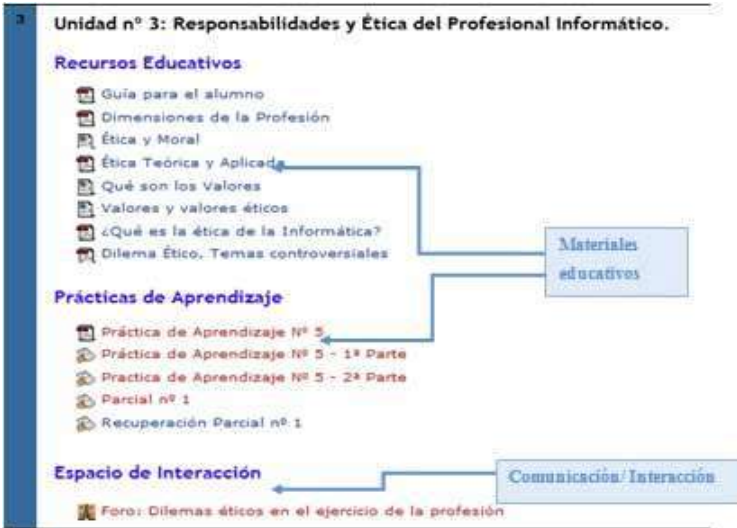 3
Unidad nº 3: Responsabilidades y Ética del Profesional Informático.
Recursos Educativos
Guía para el alumno
Dimensiones de la Profesión
Ética y Moral
Ética Teórica y Aplicada
Qué son los Valores
Valores y valores éticos
¿Qué es la ética de la Informática?
Dilema Ético. Temas controversiales
Materiales
educativos
Prácticas de Aprendizaje
Práctica de Aprendizaje Nº 5
Práctica de Aprendizaje Nº 5 - 1ª Parte
Practica de Aprendizaje Nº 5 - 2ª Parte
Parcial nº 1
Recuperación Parcial nº 1
Espacio de Interacción
Comunicación/ Interacción
Foro: Dilemas éticos en el ejercicio de la profesión